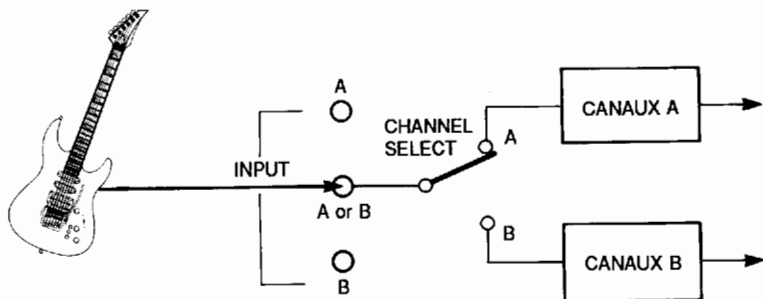 A
CHANNEL
SELECT
A
CANAUX A
INPUT
A or B
B
B
CANAUX B